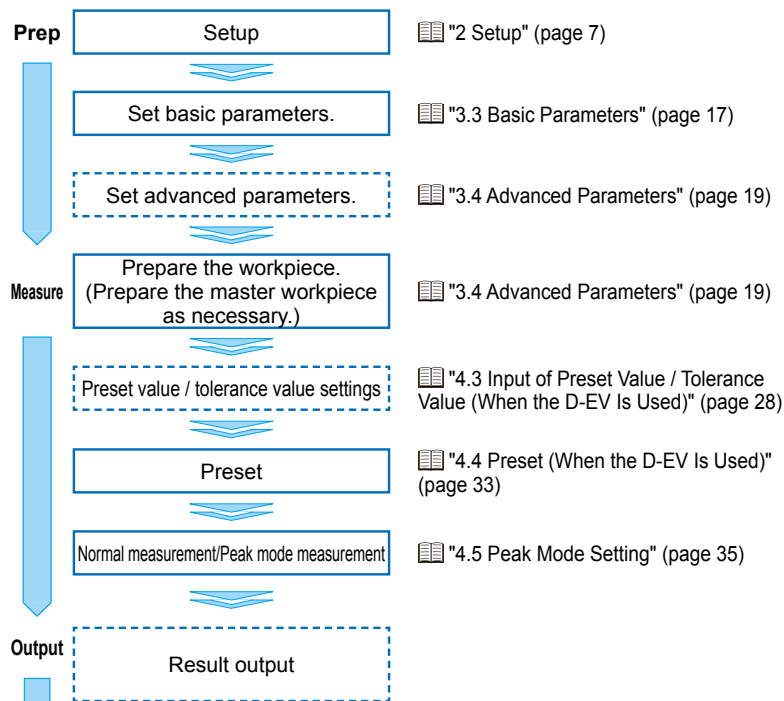 Prep
Setup
"2 Setup" (page 7)
Set basic parameters.
"3.3 Basic Parameters" (page 17)
Set advanced parameters.
"3.4 Advanced Parameters" (page 19)
Measure
Prepare the workpiece.
(Prepare the master workpiece
as necessary.)
"3.4 Advanced Parameters" (page 19)
Preset value / tolerance value settings
"4.3 Input of Preset Value / Tolerance
Value (When the D-EV Is Used)" (page 28)
Preset
"4.4 Preset (When the D-EV Is Used)"
(page 33)
Normal measurement/Peak mode measurement
"4.5 Peak Mode Setting" (page 35)
Output
Result output